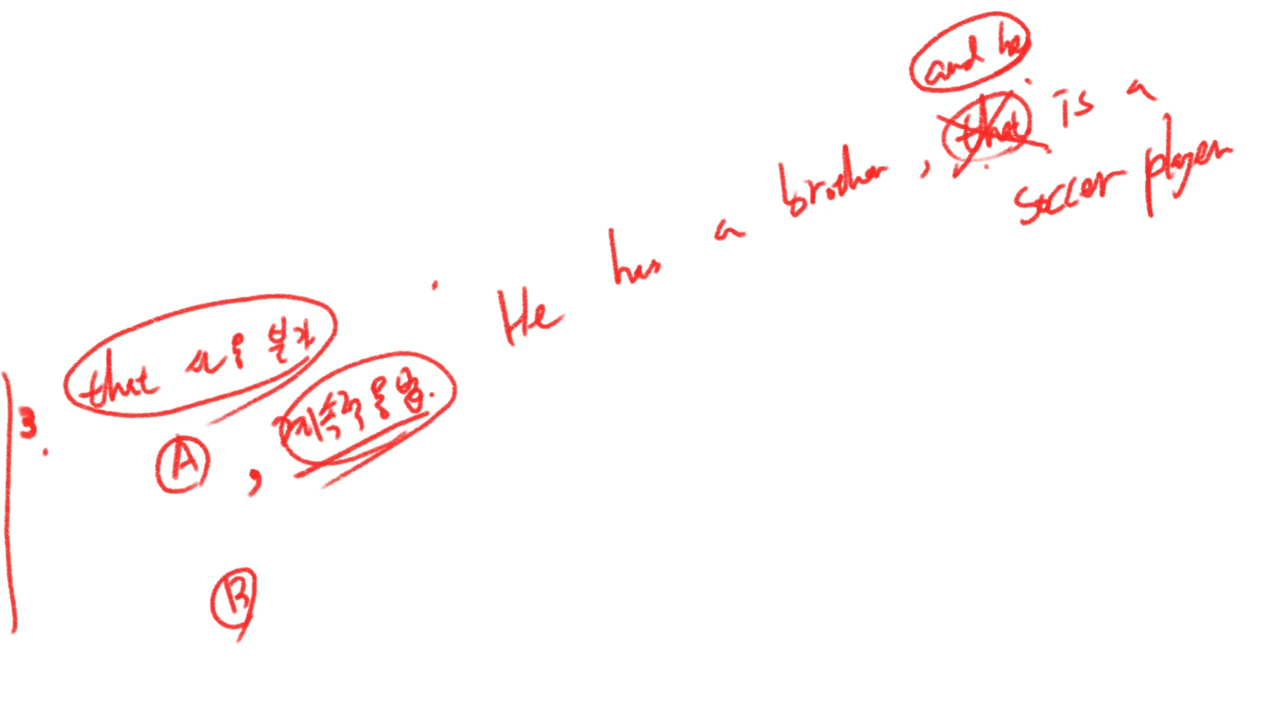 and he
He has a brother, that is a
soccer player
that 사용 불가
3.
Ⓐ , 계속적용법.
Ⓑ